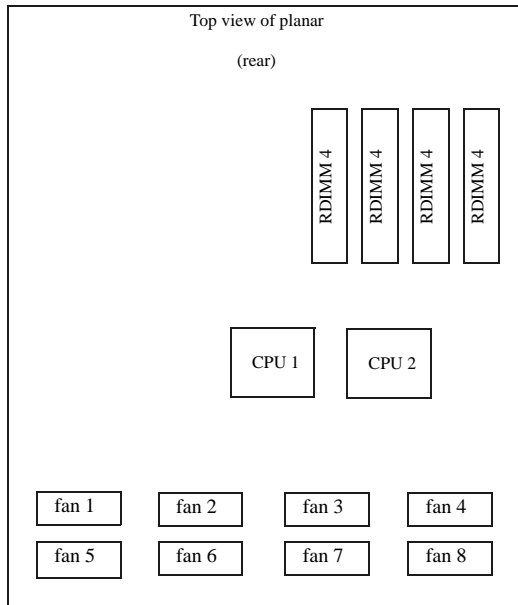 Top view of planar
(rear)
RDIMM 4
RDIMM 4
RDIMM 4
RDIMM 4
CPU 1
CPU 2
fan 1
fan 2
fan 3
fan 4
fan 5
fan 6
fan 7
fan 8